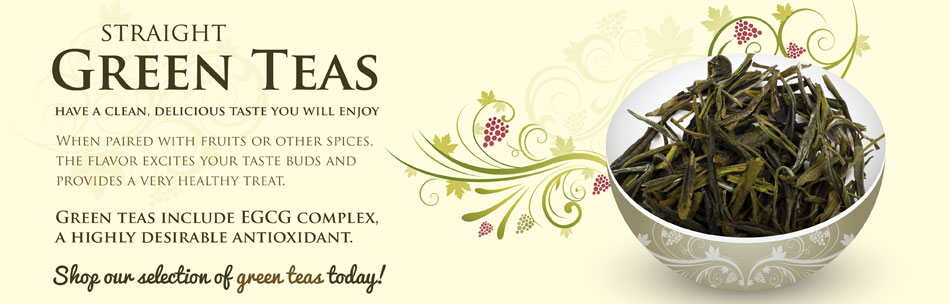 STRAIGHT
GREEN TEAS
HAVE A CLEAN, DELICIOUS TASTE YOU WILL ENJOY
WHEN PAIRED WITH FRUITS OR OTHER SPICES,
THE FLAVOR EXCITES YOUR TASTE BUDS AND
PROVIDES A VERY HEALTHY TREAT.
GREEN TEAS INCLUDE EGCG COMPLEX,
A HIGHLY DESIRABLE ANTIOXIDANT.
Shop our selection of green teas today!